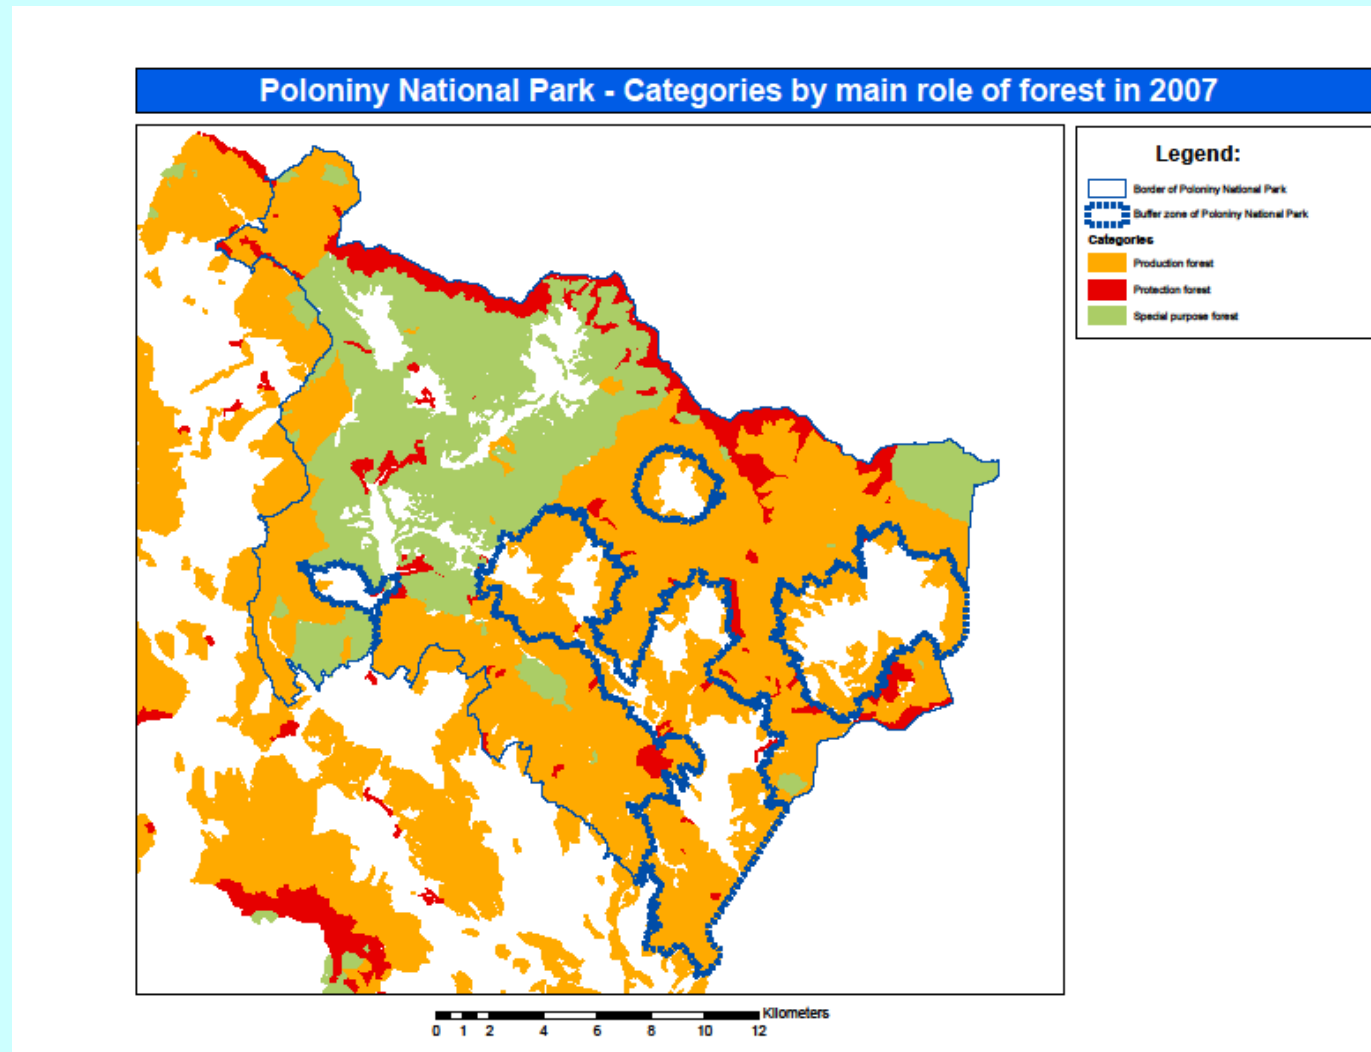 Poloniny National Park - Categories by main role of forest in 2007
Legend:
Border of Poloniny National Park
Buffer zone of Poloniny National Park
Categories
Production forest
Protection forest
Special purpose forest
Kilometers
0 1 2 4 6 8 10 12